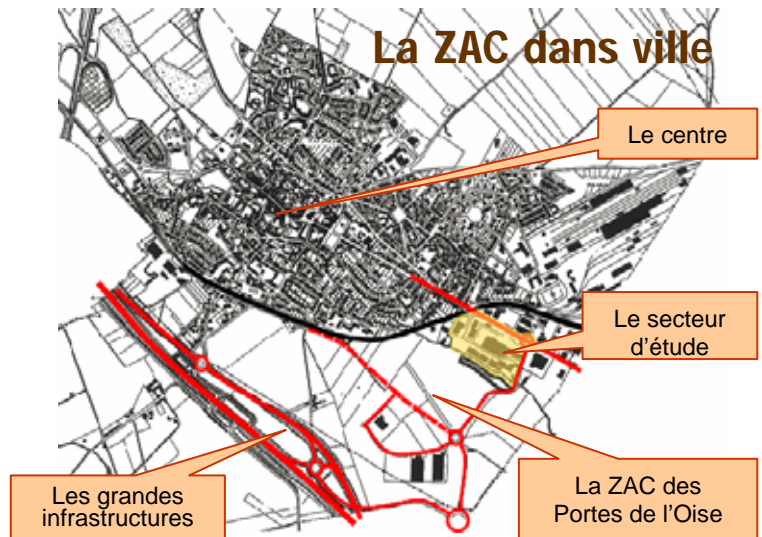 La ZAC dans ville
Le centre
Le secteur
d'étude
Les grandes
infrastructures
La ZAC des
Portes de l'Oise